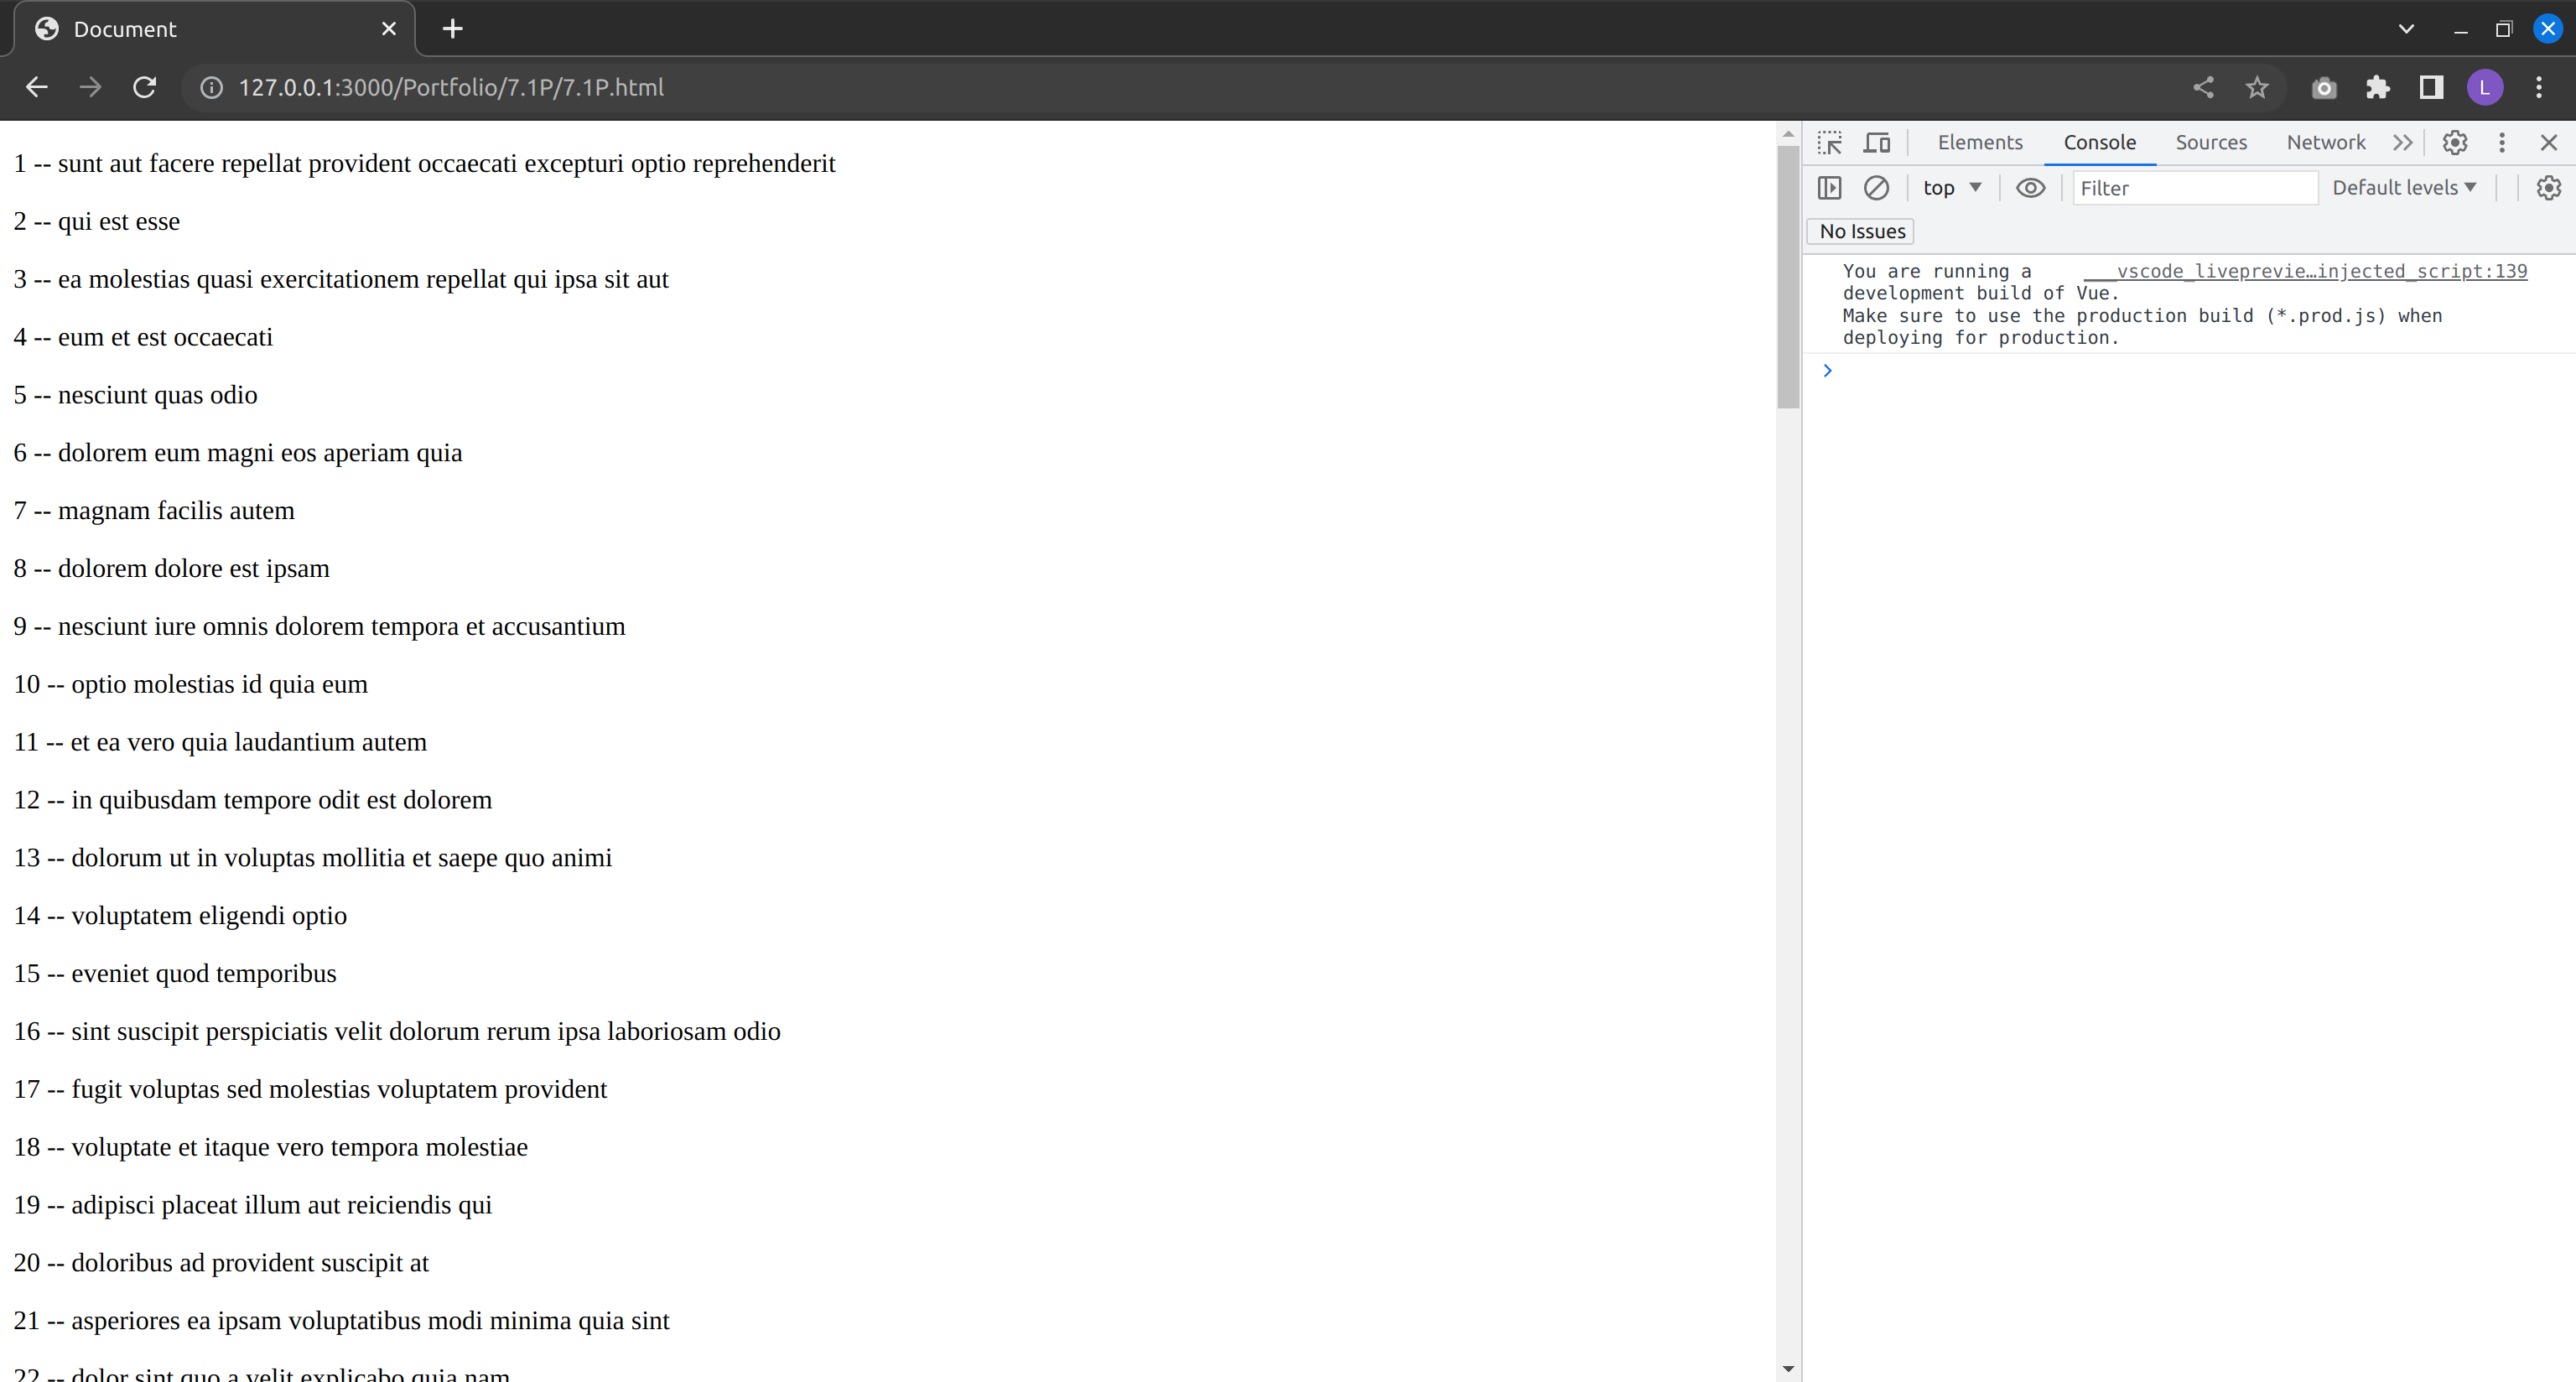 Document
127.0.0.1:3000/Portfolio/7.1P/7.1P.html
L
1 -- sunt aut facere repellat provident occaecati excepturi optio reprehenderit
2 -- qui est esse
3 -- ea molestias quasi exercitationem repellat qui ipsa sit aut
4 -- eum et est occaecati
5 -- nesciunt quas odio
6 -- dolorem eum magni eos aperiam quia
7 -- magnam facilis autem
8 -- dolorem dolore est ipsam
9 -- nesciunt iure omnis dolorem tempora et accusantium
10 -- optio molestias id quia eum
11 -- et ea vero quia laudantium autem
12 -- in quibusdam tempore odit est dolorem
13 -- dolorum ut in voluptas mollitia et saepe quo animi
14 -- voluptatem eligendi optio
15 -- eveniet quod temporibus
16 -- sint suscipit perspiciatis velit dolorum rerum ipsa laboriosam odio
17 -- fugit voluptas sed molestias voluptatem provident
18 -- voluptate et itaque vero tempora molestiae
19 -- adipisci placeat illum aut reiciendis qui
20 -- doloribus ad provident suscipit at
21 -- asperiores ea ipsam voluptatibus modi minima quia sint
22 -- dolor sint quo a velit explicabo quia nam
Elements Console Sources Network
top Filter Default levels
No Issues
You are running a ___vscode_liveprevie…injected_script:139
development build of Vue.
Make sure to use the production build (*.prod.js) when
deploying for production.